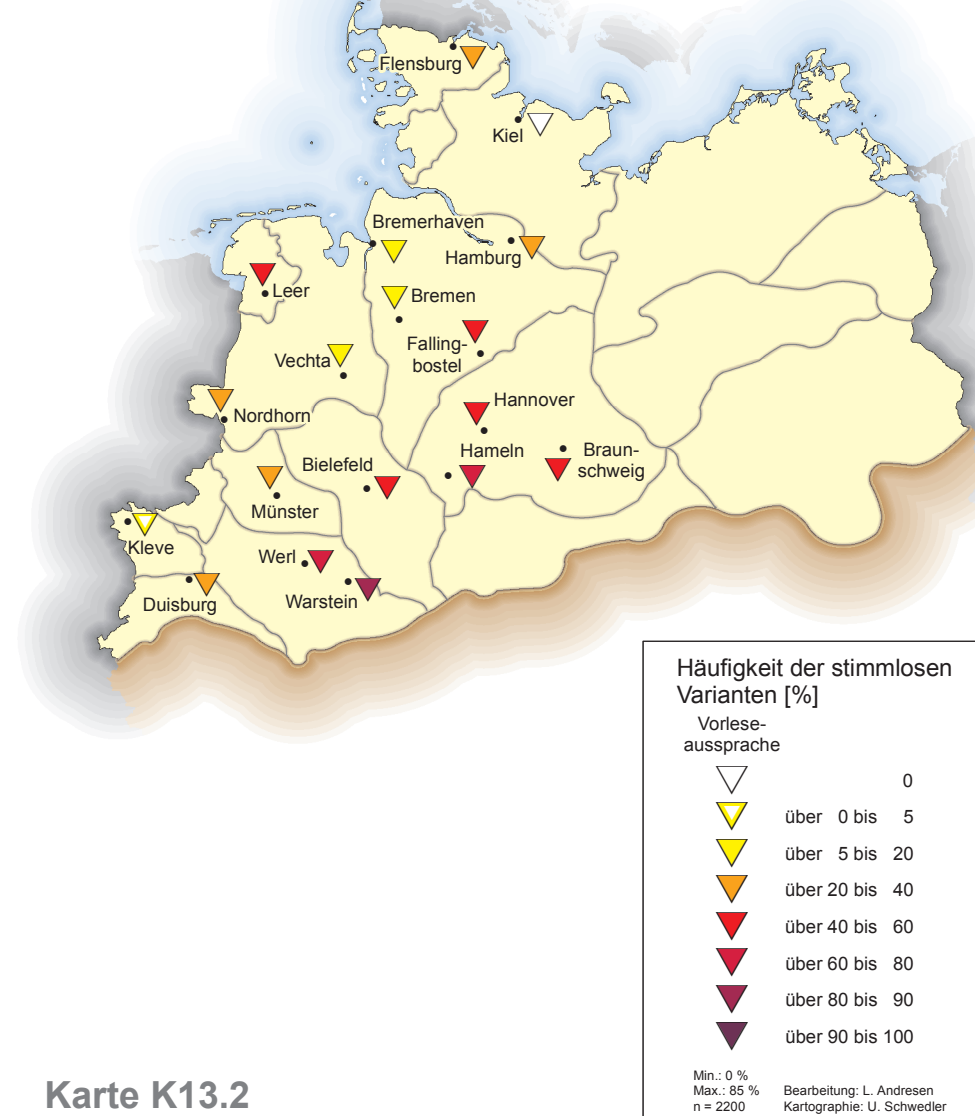 Flensburg
Kiel
Bremerhaven
Hamburg
Leer
Bremen
Falling-
bostel
Vechta
Hannover
Nordhorn
Hameln
Braun-
schweig
Bielefeld
Münster
Kleve
Werl
Duisburg
Warstein
Häufigkeit der stimmlosen
Varianten [%]
Vorlese-
aussprache
0
über 0 bis 5
über 5 bis 20
über 20 bis 40
über 40 bis 60
über 60 bis 80
über 80 bis 90
über 90 bis 100
Min.: 0 %
Max.: 85 % Bearbeitung: L. Andresen
n = 2200 Kartographie: U. Schwedler
Karte K13.2